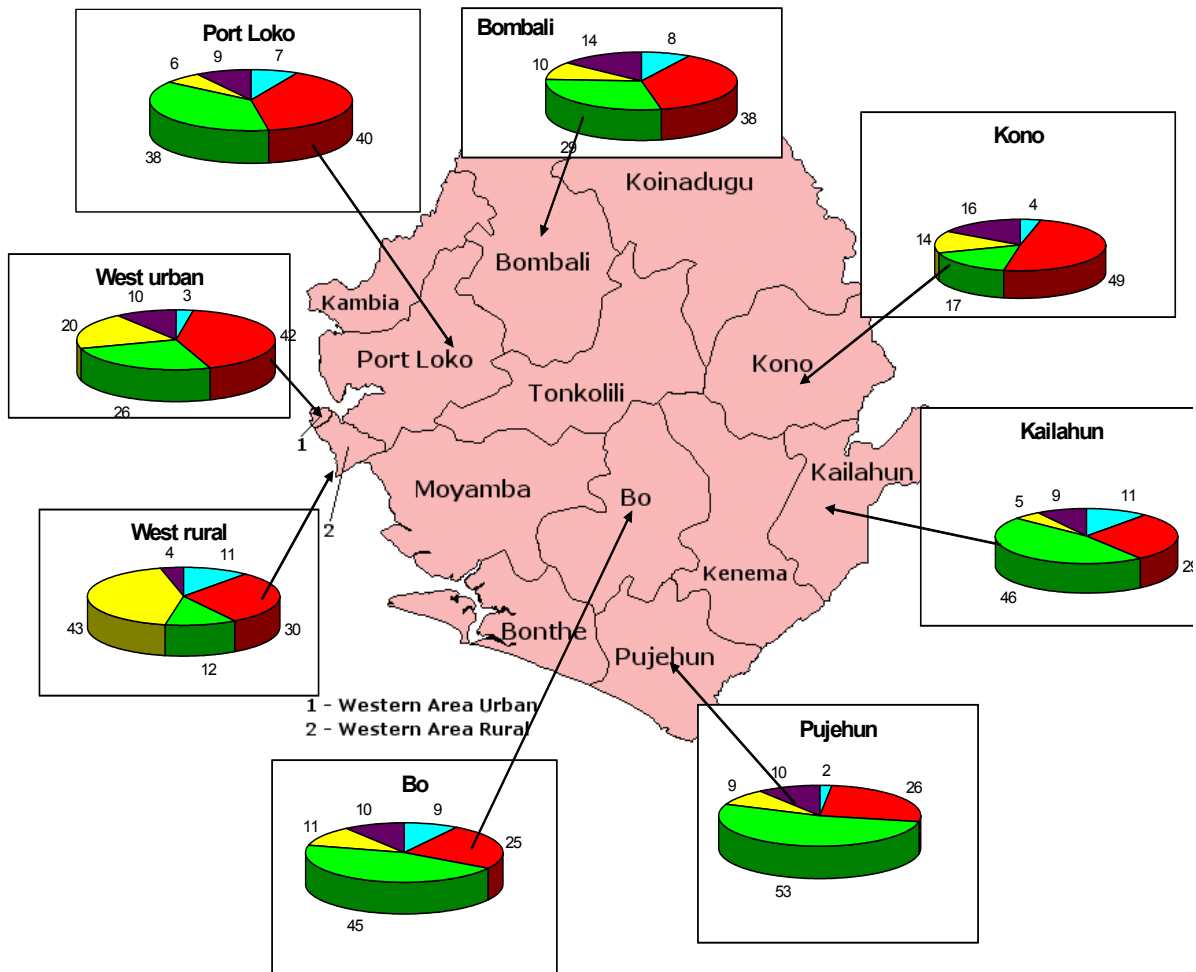 Port Loko
6 9 7
38 40
Bombali
14 8
10
38
29
Kono
16 4
14
17 49
West urban
10 3
20 42
26
West rural
4 11
43 30
12
Kailahun
5 9 11
46 29
Pujehun
9 10 2 26
53
Bo
11 10 9 25
45
Koinadugu
Bombali
Kambia
Port Loko
Kono
Tonkolili
Kailahun
Moyamba
Bo
Kenema
Bonthe
Pujehun
1
2
1 - Western Area Urban
2 - Western Area Rural